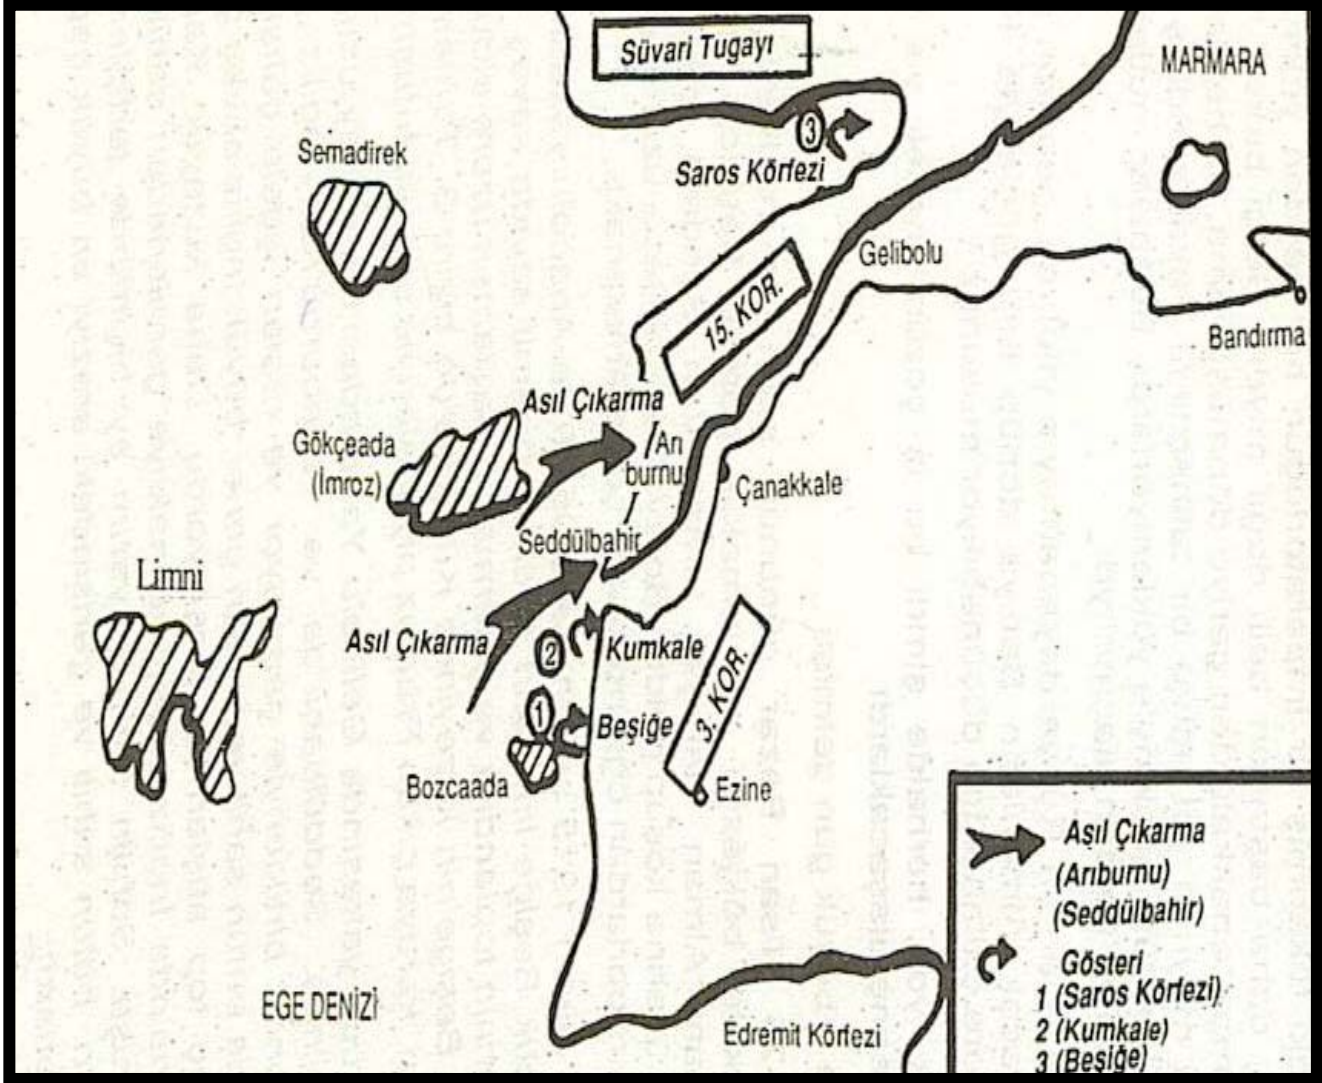 Süvari Tugayı
MARMARA
Semadirek
3
Saros Körfezi
Gelibolu
15. KOR.
Bandırma
Asıl Çıkarma
Gökçeada
(İmroz)
Arı
burnu
Çanakkale
Seddülbahir
Limni
Asıl Çıkarma
2
Kumkale
3. KOR.
1
Beşiğe
Bozcaada
Ezine
EGE DENİZİ
Edremit Körfezi
Asıl Çıkarma
(Arıburnu)
(Seddülbahir)
Gösteri
1 (Saros Körfezi)
2 (Kumkale)
3 (Beşiğe)